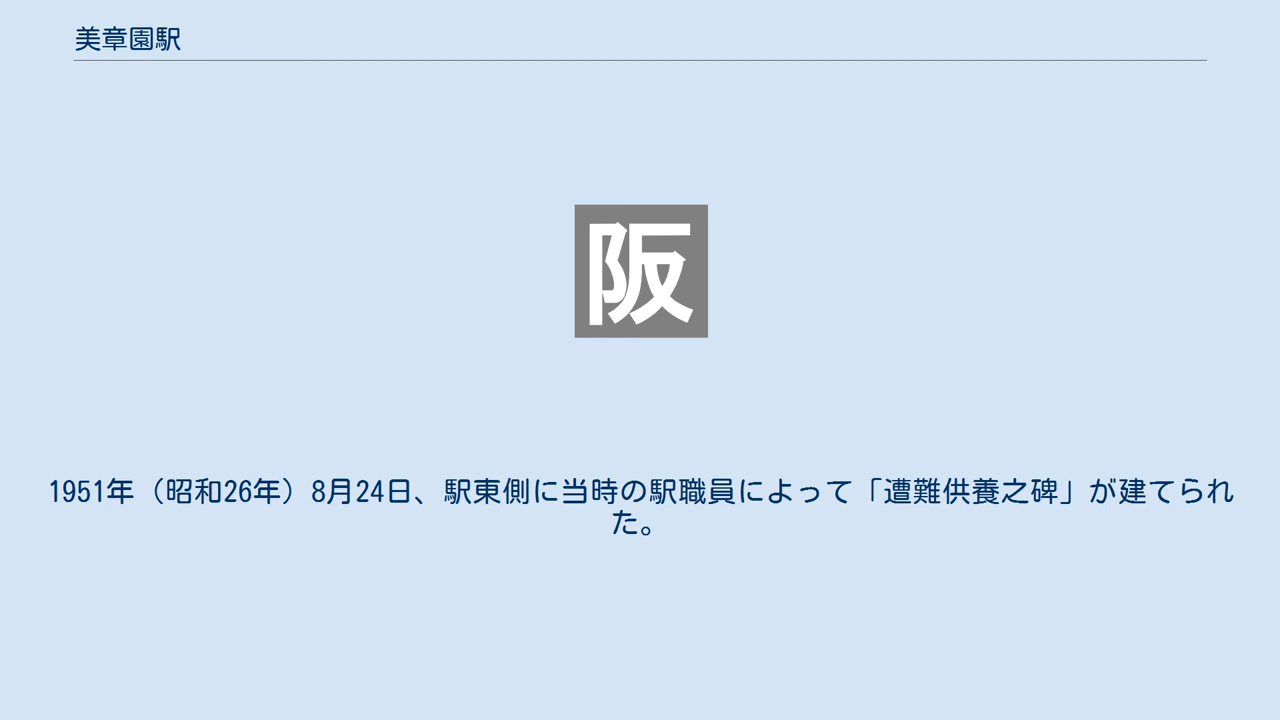 美章園駅
阪
1951年（昭和26年）8月24日、駅東側に当時の駅職員によって「遭難供養之碑」が建てられ
た。